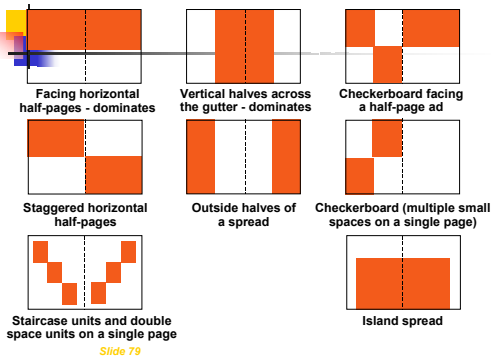 Facing horizontal
half-pages - dominates
Vertical halves across
the gutter - dominates
Checkerboard facing
a half-page ad
Staggered horizontal
half-pages
Outside halves of
a spread
Checkerboard (multiple small
spaces on a single page)
Staircase units and double
space units on a single page
Island spread
Slide 79